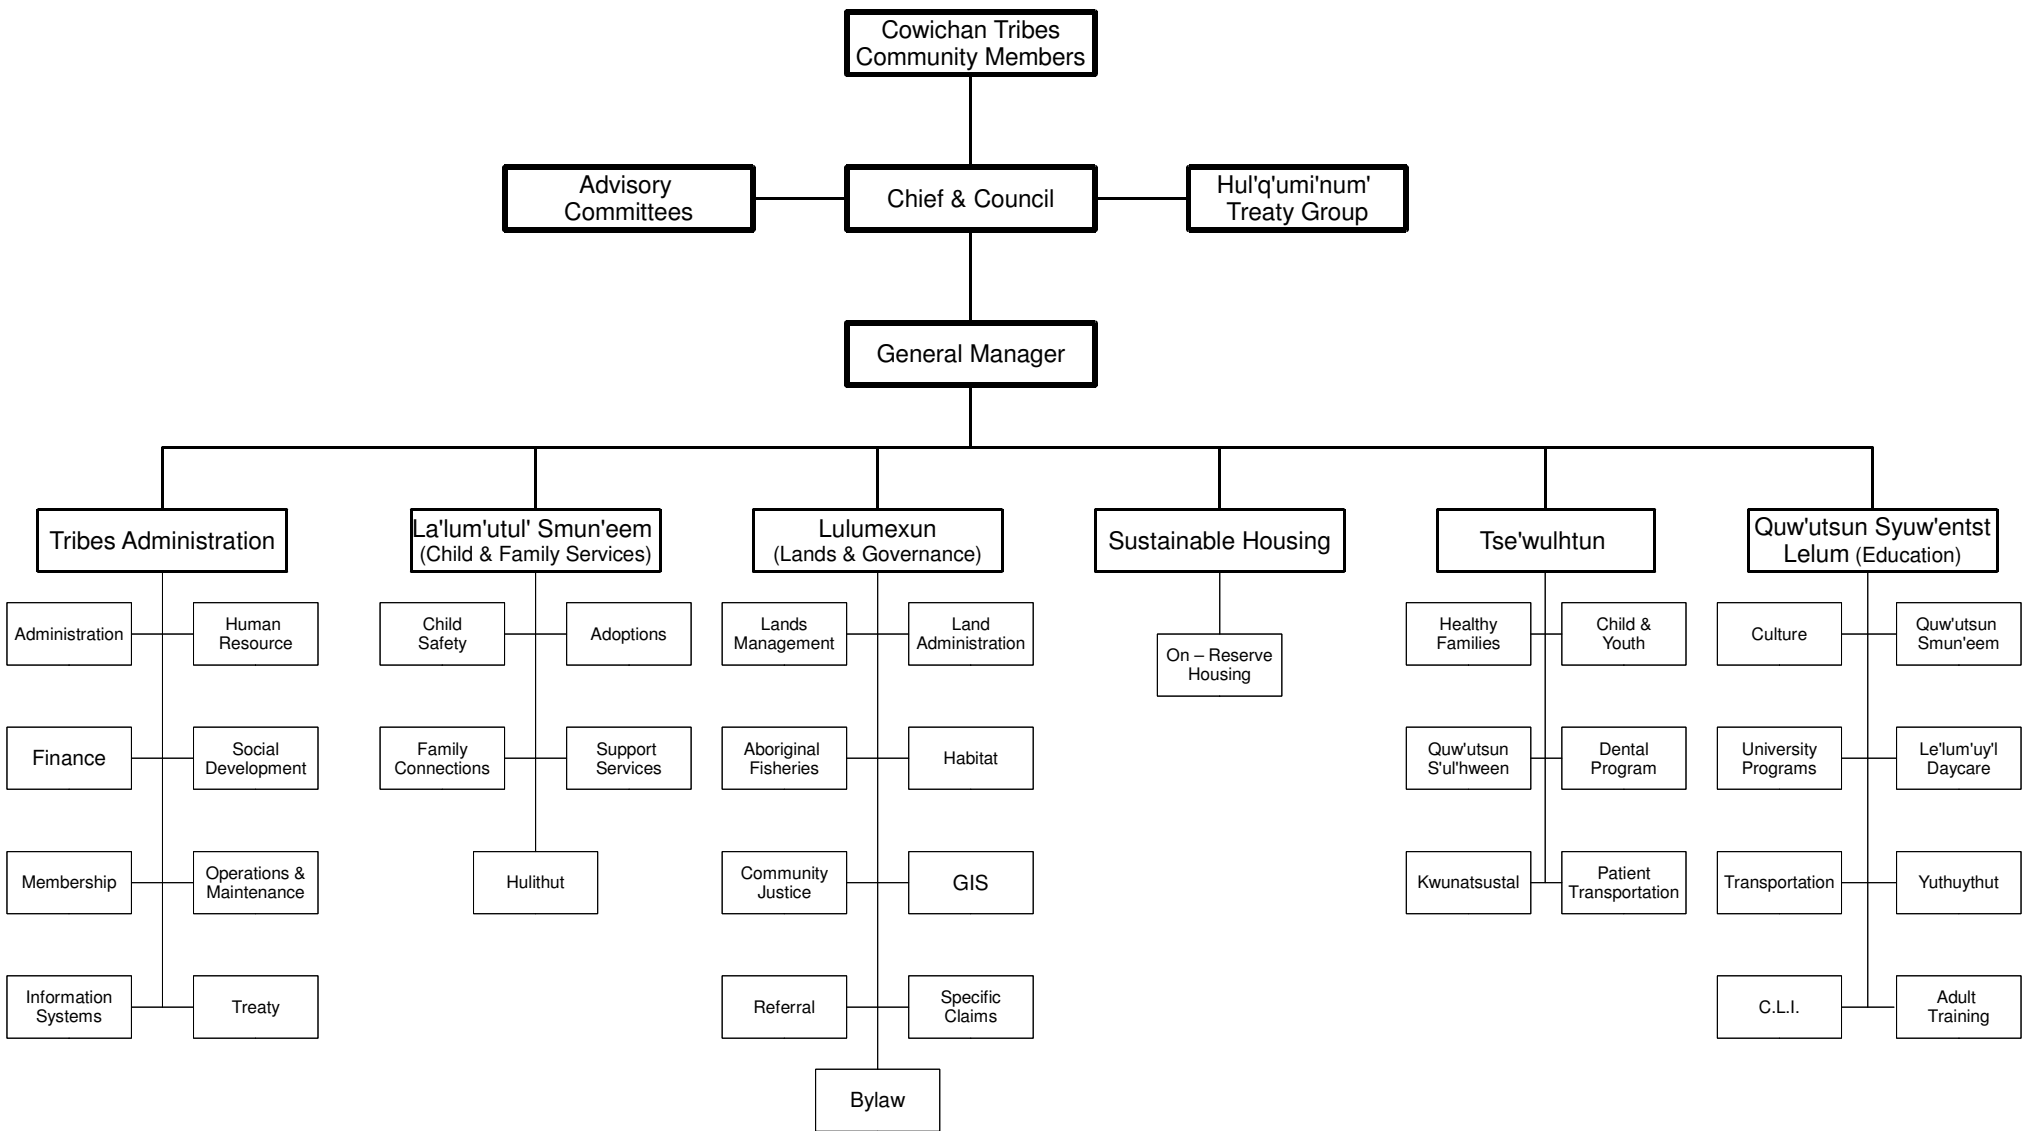 Cowichan Tribes
Community Members
Advisory
Committees
Chief & Council
Hul'q'umi'num'
Treaty Group
General Manager
Tribes Administration
La'lum'utul' Smun'eem
(Child & Family Services)
Lulumexun
(Lands & Governance)
Sustainable Housing
Tse'wulhtun
Quw'utsun Syuw'entst
Lelum (Education)
Administration
Human
Resource
Finance
Social
Development
Membership
Operations &
Maintenance
Information
Systems
Treaty
Child
Safety
Adoptions
Family
Connections
Support
Services
Hulithut
Lands
Management
Land
Administration
Aboriginal
Fisheries
Habitat
Community
Justice
GIS
Referral
Specific
Claims
Bylaw
On – Reserve
Housing
Healthy
Families
Child &
Youth
Quw'utsun
S'ul'hween
Dental
Program
Kwunatsustal
Patient
Transportation
Culture
Quw'utsun
Smun'eem
University
Programs
Le'lum'uy'l
Daycare
Transportation
Yuthuythut
C.L.I.
Adult
Training